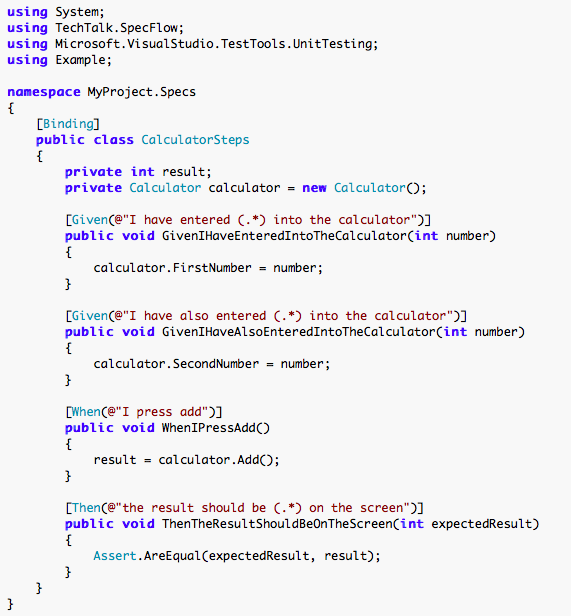 using System;
using TechTalk.SpecFlow;
using Microsoft.VisualStudio.TestTools.UnitTesting;
using Example;

namespace MyProject.Specs
{
    [Binding]
    public class CalculatorSteps
    {
        private int result;
        private Calculator calculator = new Calculator();

        [Given(@"I have entered (.*) into the calculator")]
        public void GivenIHaveEnteredIntoTheCalculator(int number)
        {
            calculator.FirstNumber = number;
        }

        [Given(@"I have also entered (.*) into the calculator")]
        public void GivenIHaveAlsoEnteredIntoTheCalculator(int number)
        {
            calculator.SecondNumber = number;
        }

        [When(@"I press add")]
        public void WhenIPressAdd()
        {
            result = calculator.Add();
        }

        [Then(@"the result should be (.*) on the screen")]
        public void ThenTheResultShouldBeOnTheScreen(int expectedResult)
        {
            Assert.AreEqual(expectedResult, result);
        }
    }
}